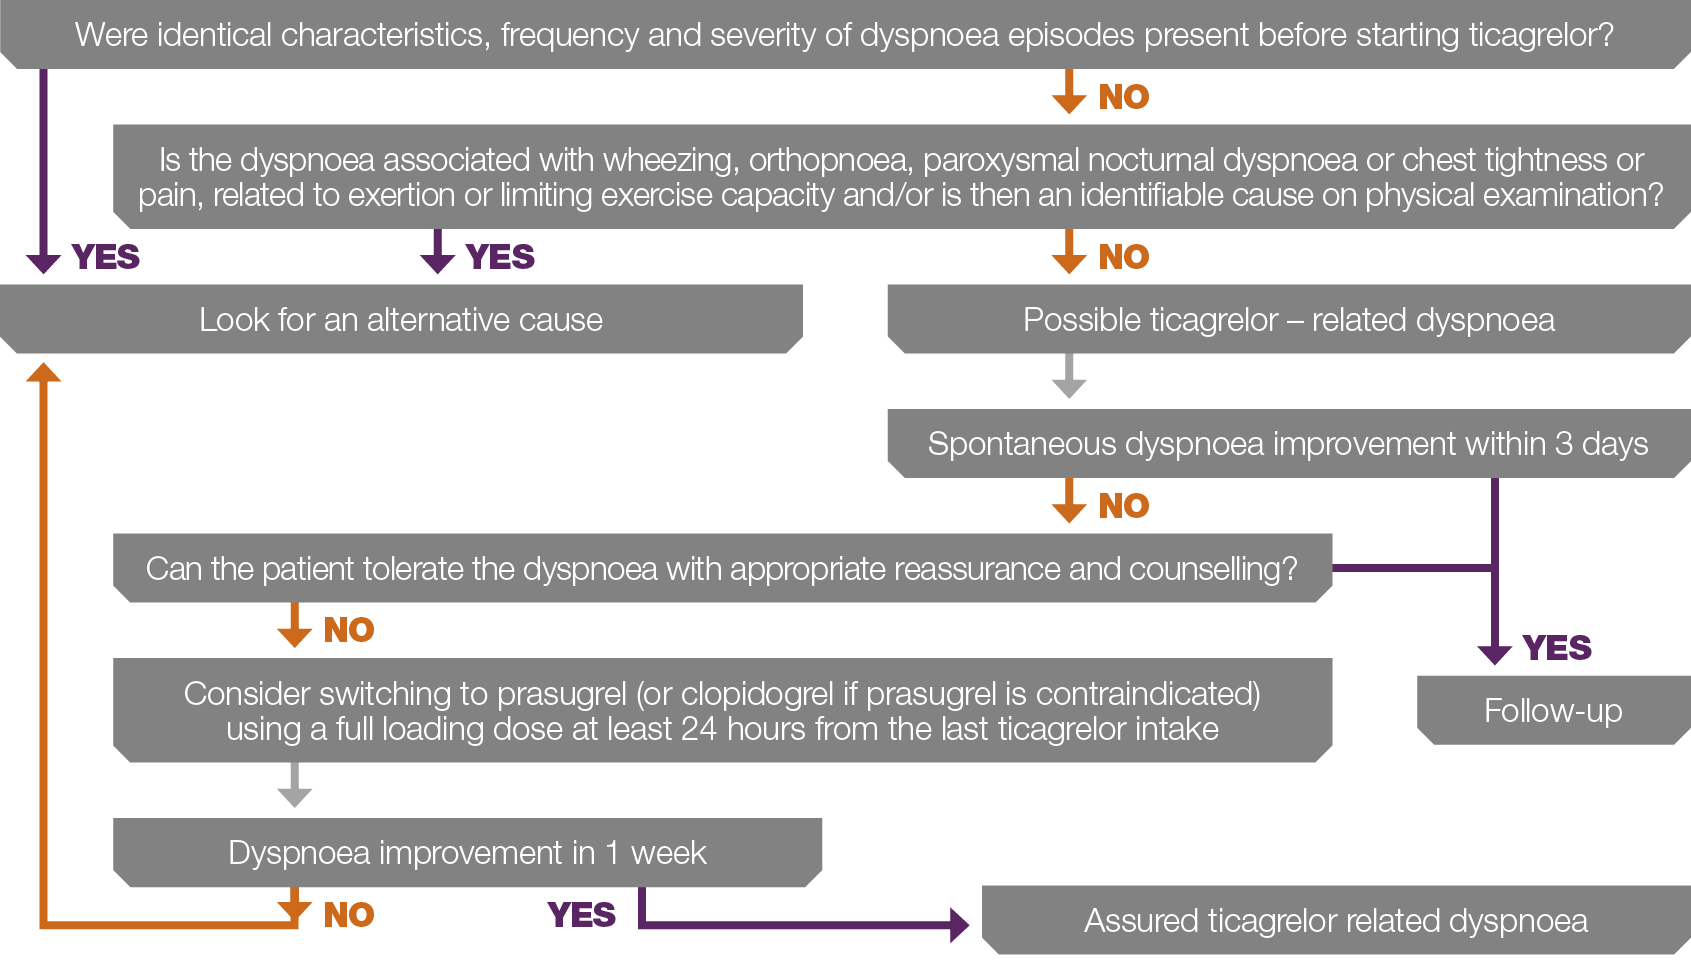 Were identical characteristics, frequency and severity of dyspnoea episodes present before starting ticagrelor?
NO
Is the dyspnoea associated with wheezing, orthopnoea, paroxysmal nocturnal dyspnoea or chest tightness or
pain, related to exertion or limiting exercise capacity and/or is then an identifiable cause on physical examination?
YES
YES
NO
Look for an alternative cause
Possible ticagrelor – related dyspnoea
Spontaneous dyspnoea improvement within 3 days
NO
Can the patient tolerate the dyspnoea with appropriate reassurance and counselling?
NO
YES
Consider switching to prasugrel (or clopidogrel if prasugrel is contraindicated)
using a full loading dose at least 24 hours from the last ticagrelor intake
Follow-up
Dyspnoea improvement in 1 week
NO
YES
Assured ticagrelor related dyspnoea